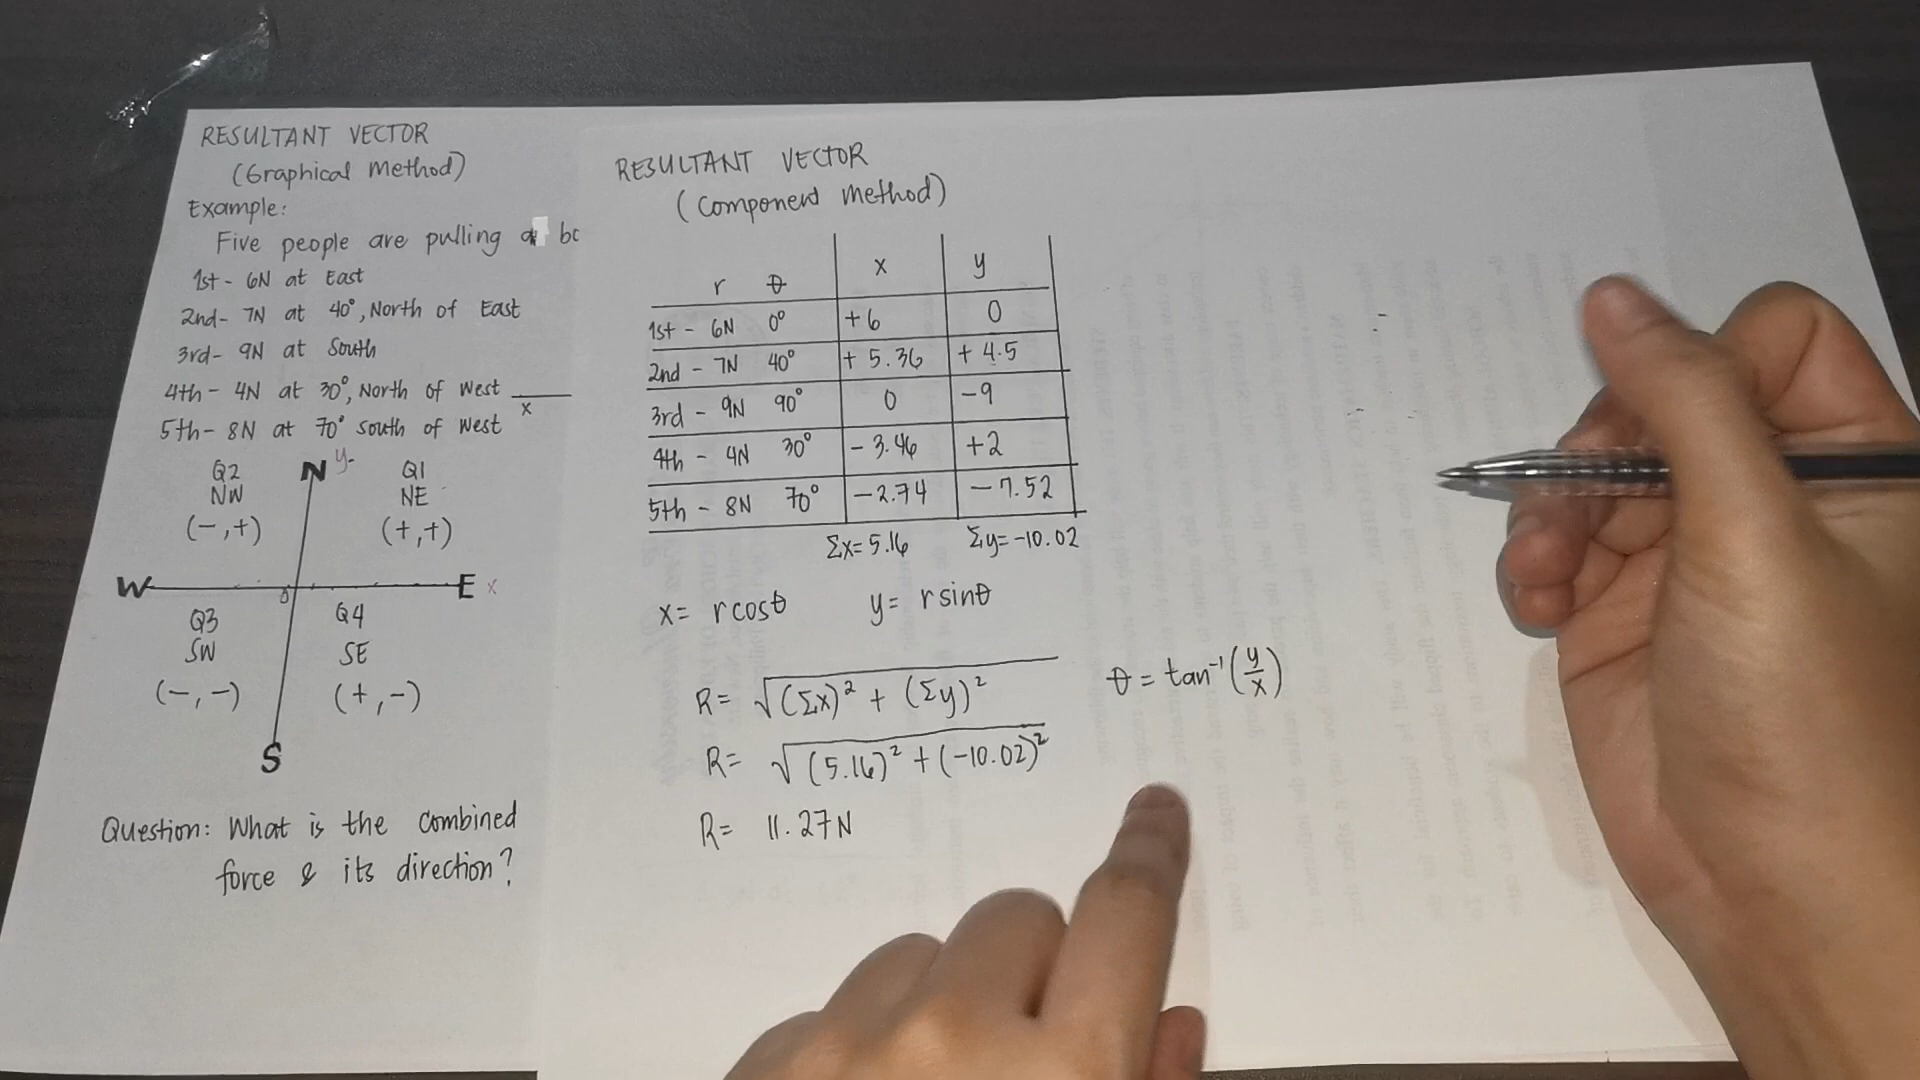 RESULTANT VECTOR
(Graphical Method)
Example:
Five people are pulling a
1st - 6N at East
2nd - 7N at 40°, North of East
3rd - 9N at South
4th - 4N at 30°, North of West
x
5th - 8N at 70° South of West
N y
Q2 Q1
NW NE
(-,+) (+,+)
W E x
Q3 Q4
SW SE
(-,-) (+,-)
S
Question: What is the combined
force & its direction?
RESULTANT VECTOR
(Component Method)
r θ x y
1st - 6N 0° +6 0
2nd - 7N 40° +5.36 +4.5
3rd - 9N 90° 0 -9
4th - 4N 30° -3.46 +2
5th - 8N 70° -2.74 -7.52
Σx= 5.16 Σy= -10.02
x= r cosθ y= r sinθ
R= √(Σx)² + (Σy)²
θ = tan⁻¹(y/x)
R= √(5.16)² + (-10.02)²
R= 11.27N